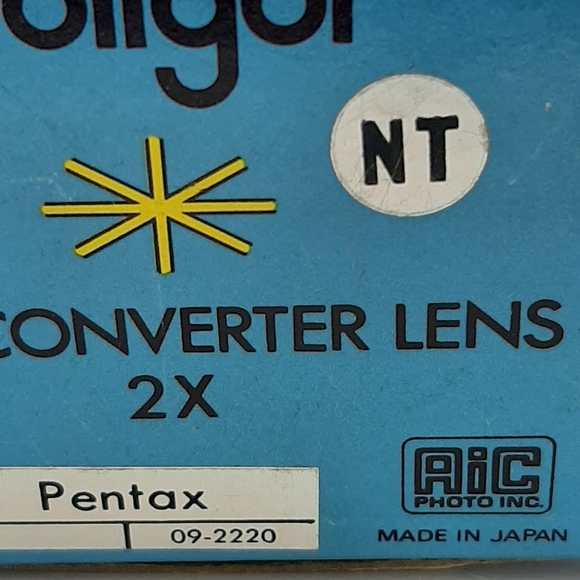 NT
CONVERTER LENS
2X
Pentax
09-2220
AiC
PHOTO INC.
MADE IN JAPAN